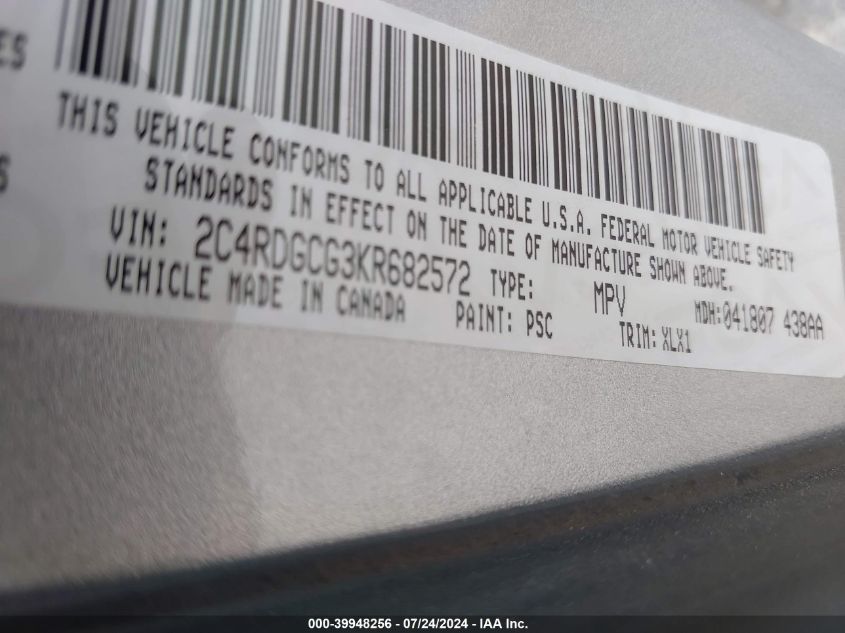 ES
S
THIS VEHICLE CONFORMS TO ALL APPLICABLE U.S.A. FEDERAL MOTOR VEHICLE SAFETY
STANDARDS IN EFFECT ON THE DATE OF MANUFACTURE SHOWN ABOVE.
VIN: 2C4RDGCG3KR682572 TYPE: MPV MDH:041807 438AA
VEHICLE MADE IN CANADA PAINT: PSC TRIM: XLX1
000-39948256 - 07/24/2024 - IAA Inc.